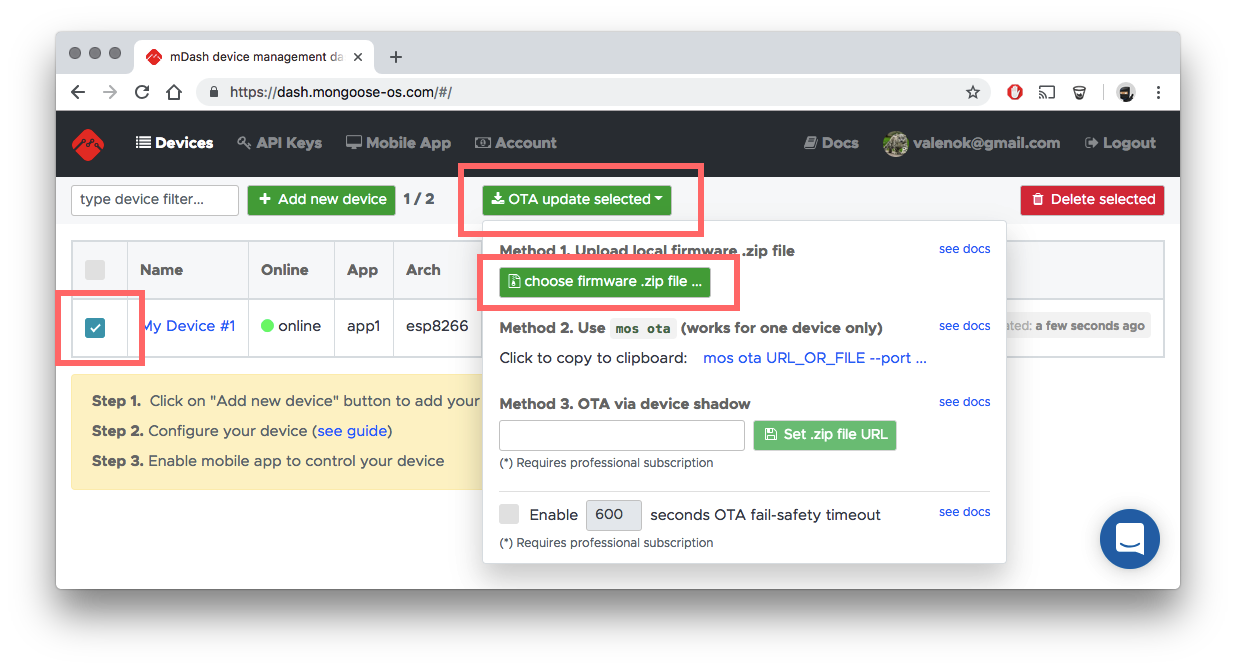 mDash device management da
https://dash.mongoose-os.com/#/
Devices API Keys Mobile App Account Docs valenok@gmail.com Logout
type device filter... + Add new device 1 / 2 OTA update selected Delete selected
Name Online App Arch
My Device #1 online app1 esp8266 a few seconds ago
Method 1. Upload local firmware .zip file see docs
choose firmware .zip file ...
Method 2. Use mos ota (works for one device only) see docs
Click to copy to clipboard: mos ota URL_OR_FILE --port ...
Method 3. OTA via device shadow see docs
Set .zip file URL
(*) Requires professional subscription
Enable 600 seconds OTA fail-safety timeout see docs
(*) Requires professional subscription
Step 1. Click on "Add new device" button to add your
Step 2. Configure your device (see guide)
Step 3. Enable mobile app to control your device